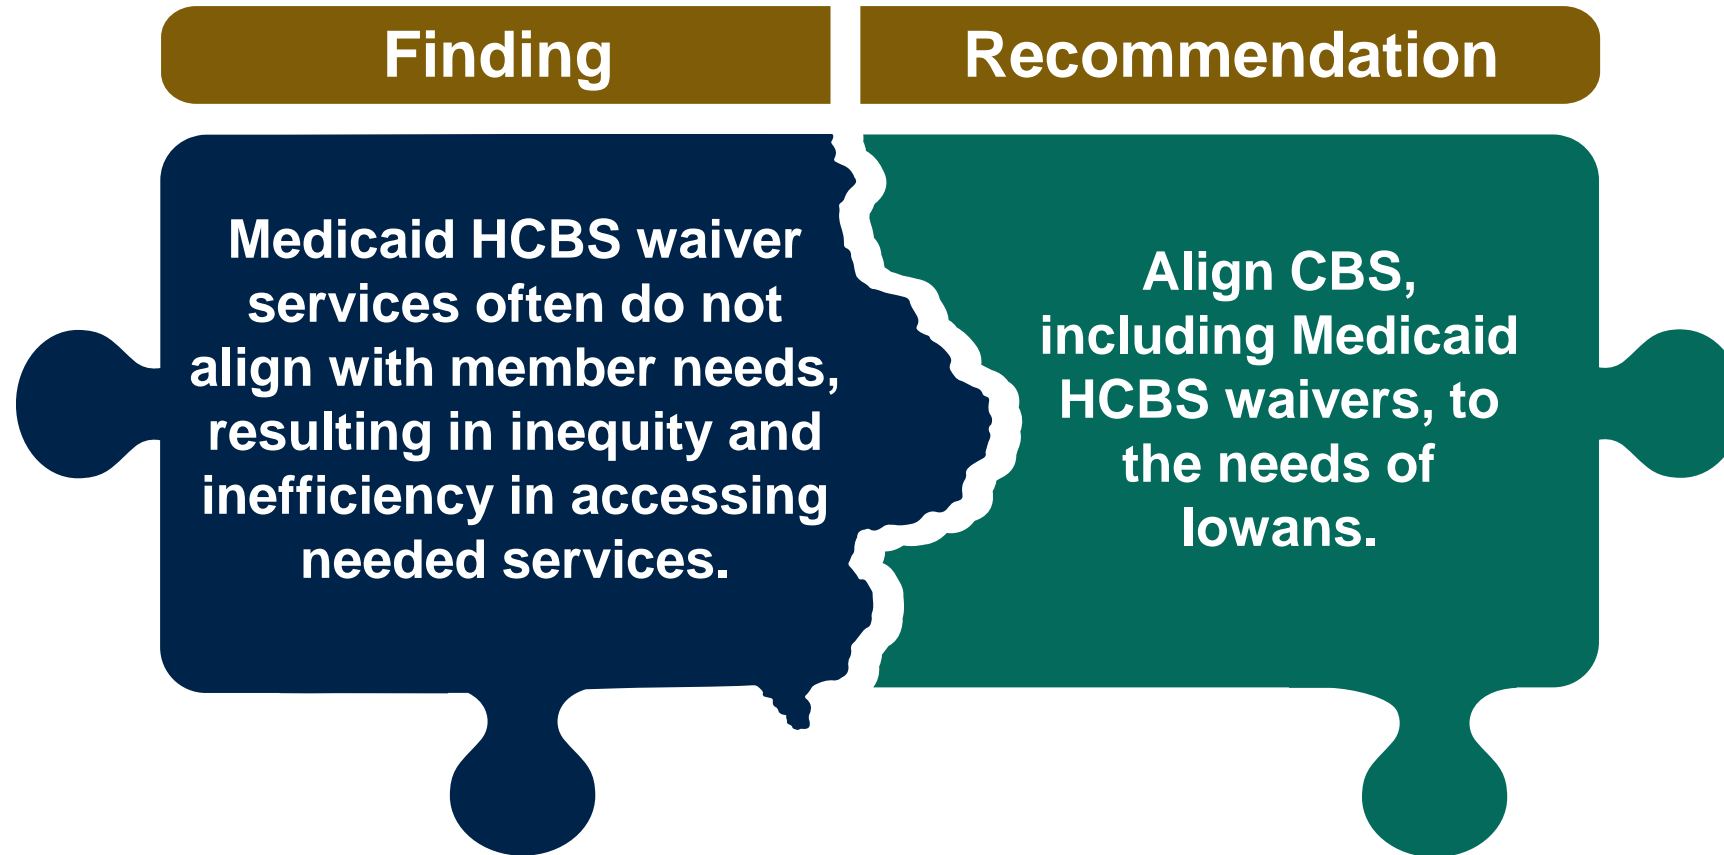 Finding
Recommendation
Medicaid HCBS waiver
services often do not
align with member needs,
resulting in inequity and
inefficiency in accessing
needed services.
Align CBS,
including Medicaid
HCBS waivers, to
the needs of
Iowans.